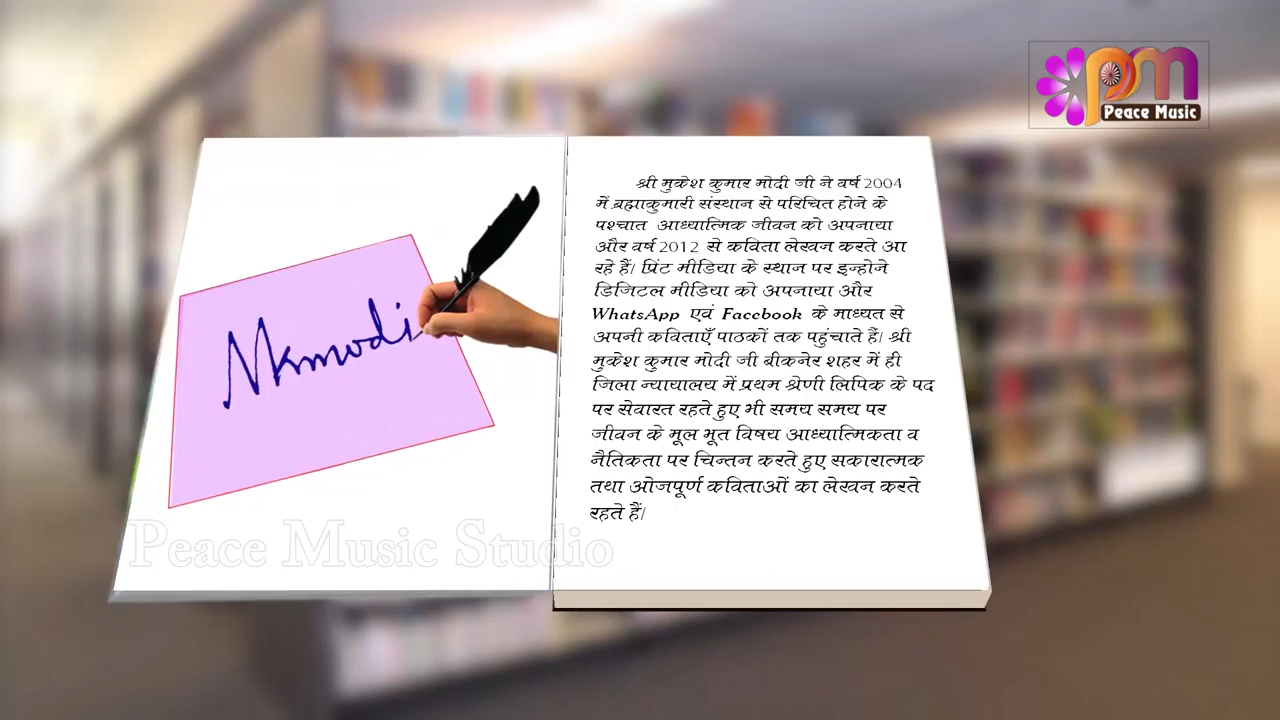 Peace Music
Mkmodi
श्री मुकेश कुमार मोदी जी ने वर्ष 2004
में ब्रह्माकुमारी संस्थान से परिचित होने के
पश्चात आध्यात्मिक जीवन को अपनाया
और वर्ष 2012 से कविता लेखन करते आ
रहे हैं। प्रिंट मीडिया के स्थान पर इन्होने
डिजिटल मीडिया को अपनाया और
WhatsApp एवं Facebook के माध्यत से
अपनी कविताएँ पाठकों तक पहुंचाते हैं। श्री
मुकेश कुमार मोदी जी बीकनेर शहर में ही
जिला न्यायालय में प्रथम श्रेणी लिपिक के पद
पर सेवारत रहते हुए भी समय समय पर
जीवन के मूल भूत विषय आध्यात्मिकता व
नैतिकता पर चिन्तन करते हुए सकारात्मक
तथा ओजपूर्ण कविताओं का लेखन करते
रहते हैं।
Peace Music Studio